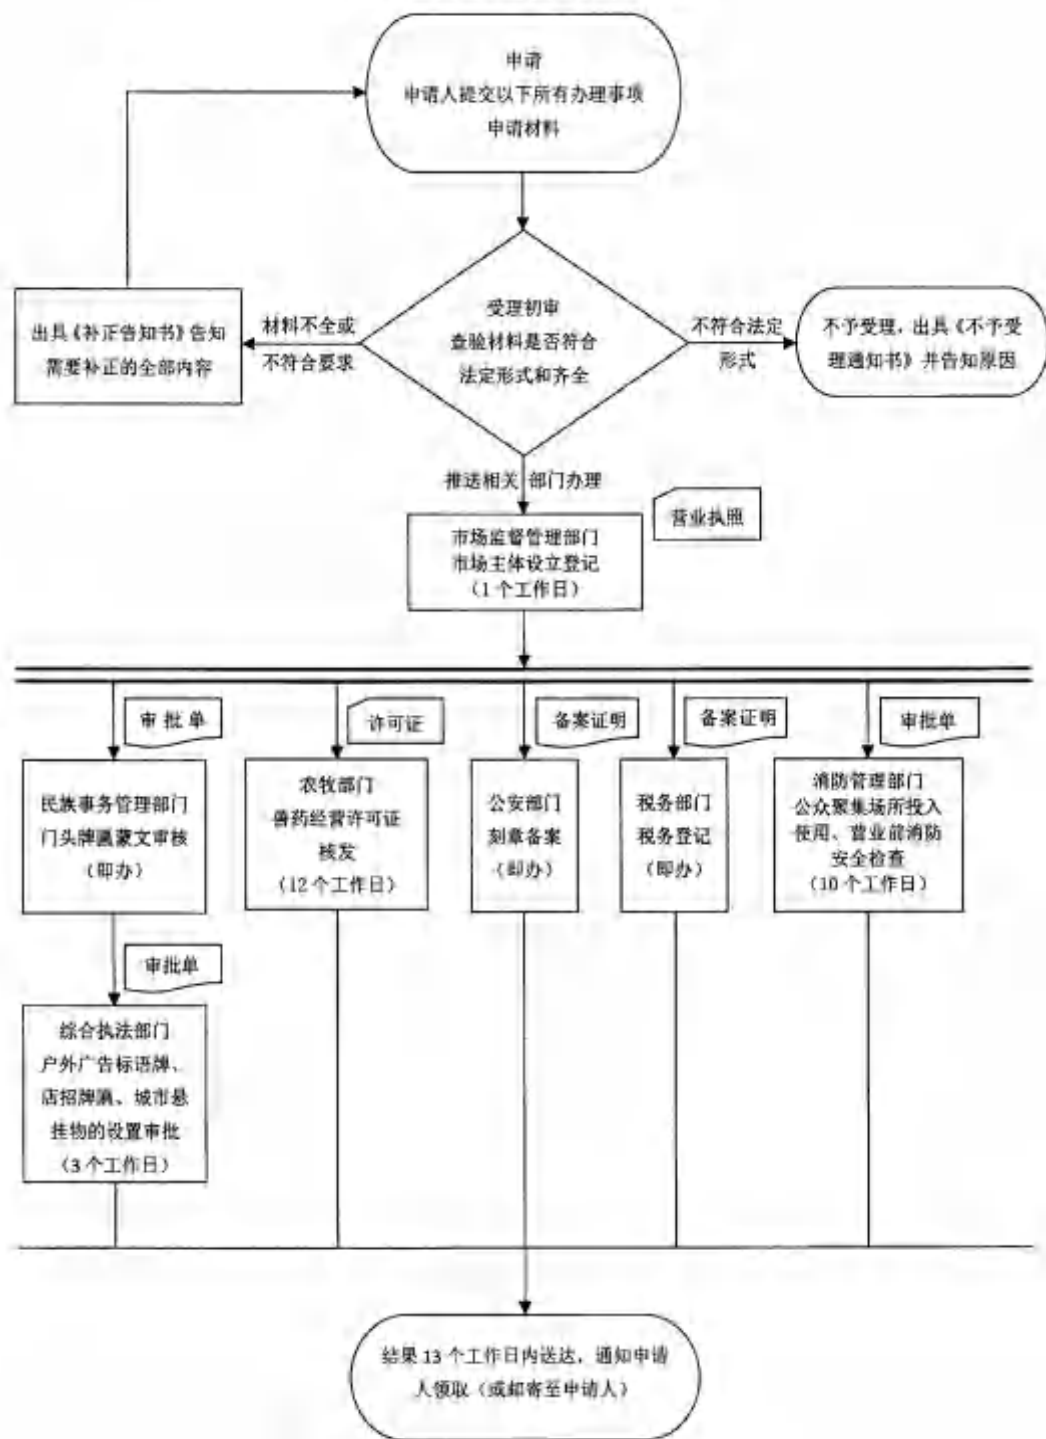 申请
申请人提交以下所有办理事项
申请材料
受理初审
查验材料是否符合
法定形式和齐全
材料不全或
不符合要求
出具《补正告知书》告知
需要补正的全部内容
不符合法定
形式
不予受理，出具《不予受
理通知书》并告知原因
推送相关 部门办理
营业执照
市场监督管理部门
市场主体设立登记
（1个工作日）
审批单
许可证
备案证明
备案证明
审批单
民族事务管理部门
门头牌匾蒙文审核
（即办）
农牧部门
兽药经营许可证
核发
（12个工作日）
公安部门
刻章备案
（即办）
税务部门
税务登记
（即办）
消防管理部门
公众聚集场所投入
使用、营业前消防
安全检查
（10个工作日）
审批单
综合执法部门
户外广告标语牌、
店招牌匾、城市悬
挂物的设置审批
（3个工作日）
结果13个工作日内送达，通知申请
人领取（或邮寄至申请人）